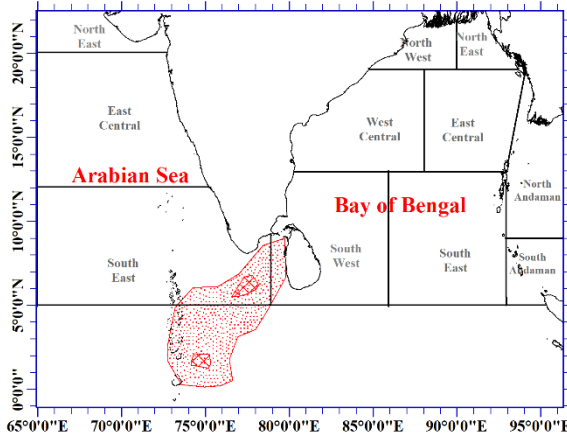 North
East
North
West
North
East
20°0'0"N
East
Central
West
Central
East
Central
15°0'0"N
Arabian Sea
North
Andaman
Bay of Bengal
10°0'0"N
South
East
South
West
South
East
South
Andaman
5°0'0"N
0°0'0"
65°0'0"E
70°0'0"E
75°0'0"E
80°0'0"E
85°0'0"E
90°0'0"E
95°0'0"E